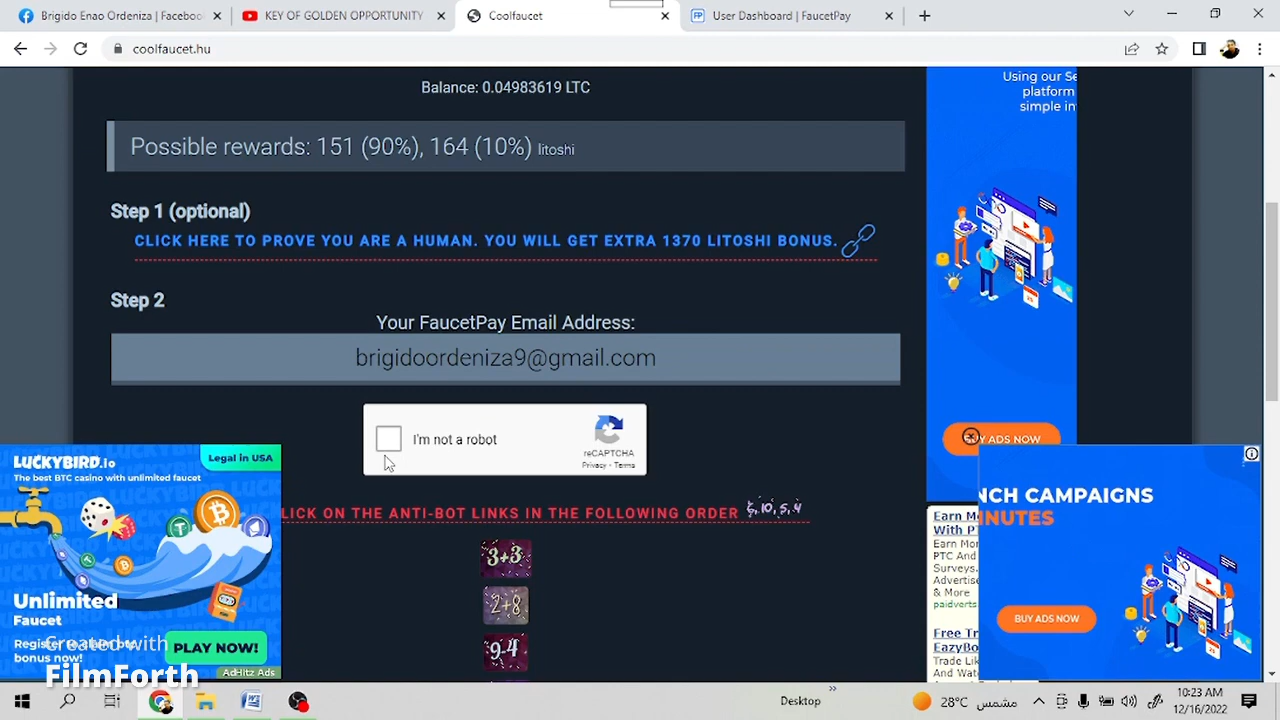 Brigido Enao Ordeniza | Faceboo
KEY OF GOLDEN OPPORTUNITY
Coolfaucet
User Dashboard | FaucetPay
coolfaucet.hu
Balance: 0.04983619 LTC
Possible rewards: 151 (90%), 164 (10%) litoshi
Step 1 (optional)
CLICK HERE TO PROVE YOU ARE A HUMAN. YOU WILL GET EXTRA 1370 LITOSHI BONUS.
Step 2
Your FaucetPay Email Address:
brigidoordeniza9@gmail.com
I'm not a robot
reCAPTCHA
Privacy - Terms
LICK ON THE ANTI-BOT LINKS IN THE FOLLOWING ORDER
3+3
2+8
Using our Se
platform
simple in
BUY ADS NOW
NCH CAMPAIGNS
INUTES
BUY ADS NOW
Earn M
With P
Earn Mo
PTC And
Surveys.
Advertise
& More
paidverts
Free Tr
EazyBo
Trade Lik
And Wat
LUCKYBIRD.io
Legal in USA
The best BTC casino with unlimited faucet
Unlimited
Faucet
bonus now!
PLAY NOW!
AdHitz Ads
Created with
FilmForth
Desktop
28°C مشمس
10:23 AM
12/16/2022